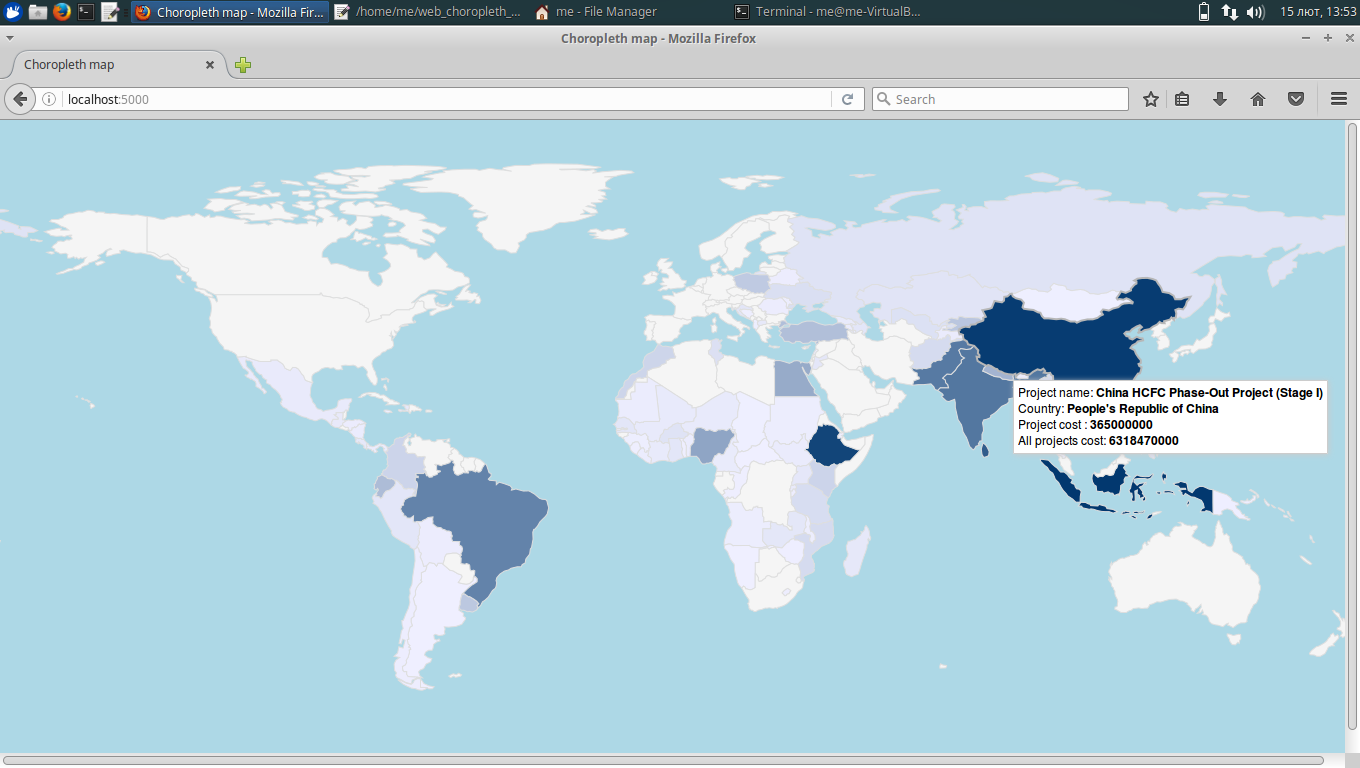 Choropleth map - Mozilla Fir...
/home/me/web_choropleth_...
me - File Manager
Terminal - me@me-VirtualB...
15 лют, 13:53
Choropleth map - Mozilla Firefox
Choropleth map
localhost:5000
Search
Project name: China HCFC Phase-Out Project (Stage I)
Country: People's Republic of China
Project cost : 365000000
All projects cost: 6318470000